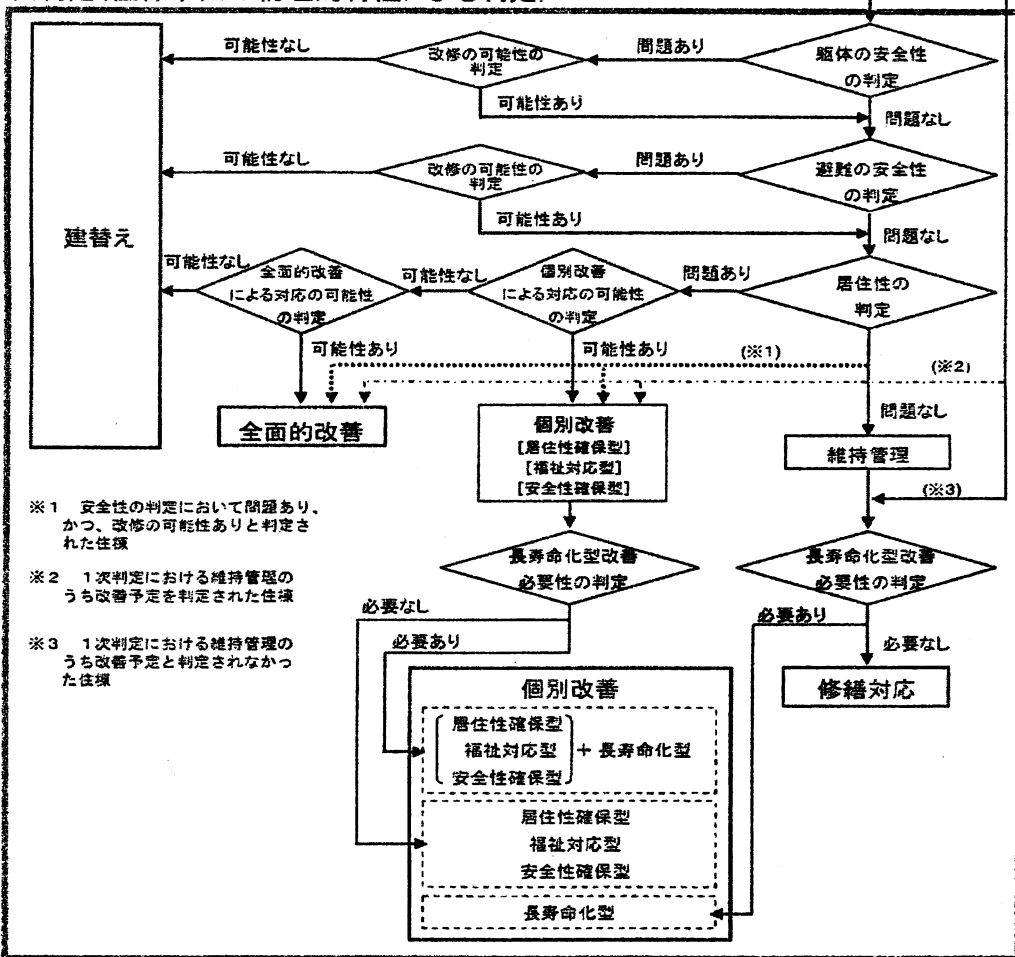 可能性なし
改修の可能性の
判定
問題あり
躯体の安全性
の判定
可能性あり
問題なし
可能性なし
改修の可能性の
判定
問題あり
避難の安全性
の判定
可能性あり
問題なし
建替え
可能性なし
全面的改善
による対応の可能性
の判定
可能性なし
個別改善
による対応の可能性
の判定
問題あり
居住性の
判定
可能性あり
可能性あり
(※1)
(※2)
問題なし
全面的改善
個別改善
[居住性確保型]
[福祉対応型]
[安全性確保型]
維持管理
(※3)
※1 安全性の判定において問題あり、
かつ、改修の可能性ありと判定さ
れた住棟
※2 1次判定における維持管理の
うち改善予定を判定された住棟
※3 1次判定における維持管理の
うち改善予定と判定されなかっ
た住棟
長寿命化型改善
必要性の判定
長寿命化型改善
必要性の判定
必要なし
必要あり
必要あり
必要なし
修繕対応
個別改善
居住性確保型
福祉対応型 + 長寿命化型
安全性確保型
居住性確保型
福祉対応型
安全性確保型
長寿命化型